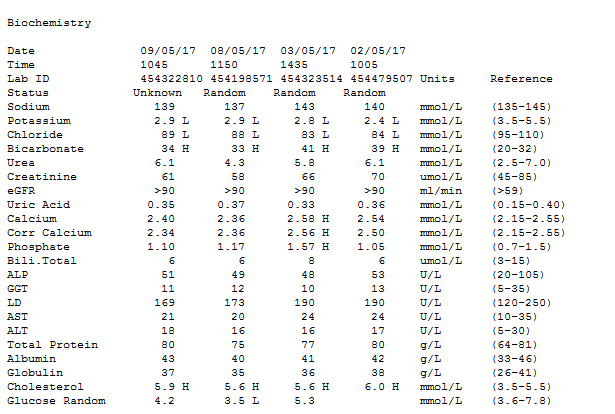 Biochemistry
Date 09/05/17 08/05/17 03/05/17 02/05/17
Time 1045 1150 1435 1005
Lab ID 454322810 454198571 454323514 454479507 Units Reference
Status Unknown Random Random Random
Sodium 139 137 143 140 mmol/L (135-145)
Potassium 2.9 L 2.9 L 2.8 L 2.4 L mmol/L (3.5-5.5)
Chloride 89 L 88 L 83 L 84 L mmol/L (95-110)
Bicarbonate 34 H 33 H 41 H 39 H mmol/L (20-32)
Urea 6.1 4.3 5.8 6.1 mmol/L (2.5-7.0)
Creatinine 61 58 66 70 umol/L (45-85)
eGFR >90 >90 >90 >90 ml/min (>59)
Uric Acid 0.35 0.37 0.33 0.36 mmol/L (0.15-0.40)
Calcium 2.40 2.36 2.58 H 2.54 mmol/L (2.15-2.55)
Corr Calcium 2.34 2.36 2.56 H 2.50 mmol/L (2.15-2.55)
Phosphate 1.10 1.17 1.57 H 1.05 mmol/L (0.7-1.5)
Bili.Total 6 6 8 6 umol/L (3-15)
ALP 51 49 48 53 U/L (20-105)
GGT 11 12 10 13 U/L (5-35)
LD 169 173 190 190 U/L (120-250)
AST 21 20 24 24 U/L (10-35)
ALT 18 16 16 17 U/L (5-30)
Total Protein 80 75 77 80 g/L (64-81)
Albumin 43 40 41 42 g/L (33-46)
Globulin 37 35 36 38 g/L (26-41)
Cholesterol 5.9 H 5.6 H 5.6 H 6.0 H mmol/L (3.5-5.5)
Glucose Random 4.2 3.5 L 5.3 mmol/L (3.6-7.8)